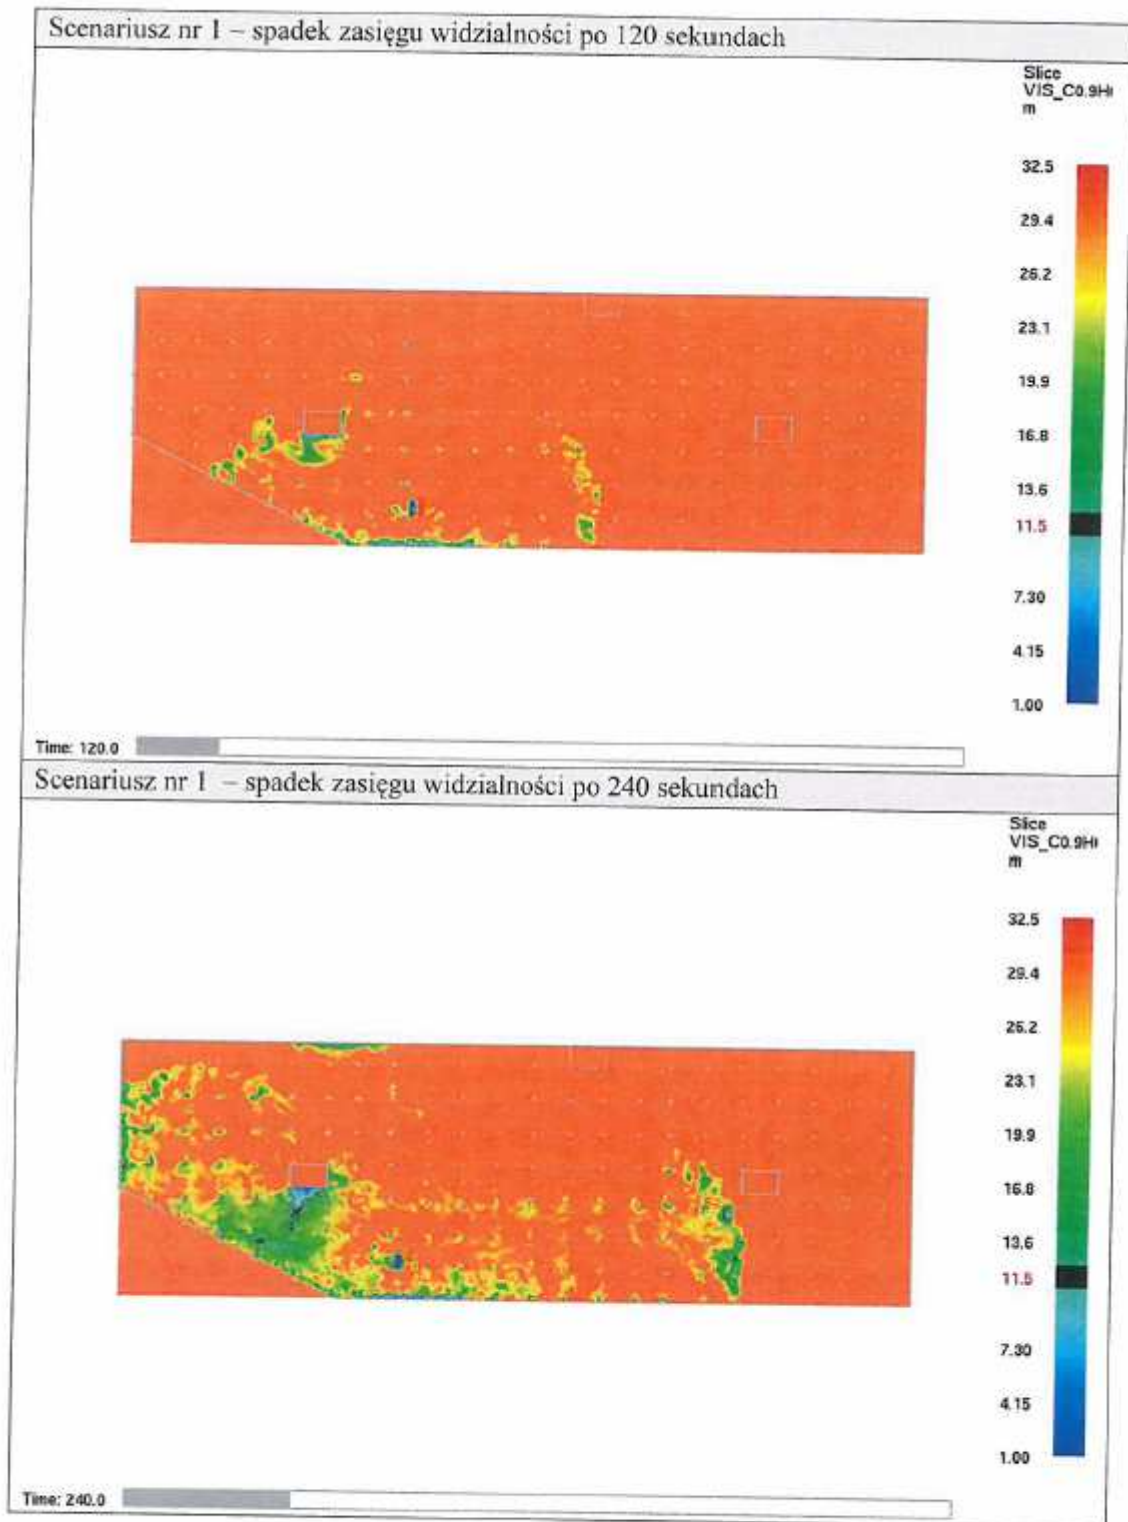 Scenariusz nr 1 – spadek zasięgu widzialności po 120 sekundach
Slice
VIS_C0.9H
m
32.5
29.4
26.2
23.1
19.9
16.8
13.6
11.5
7.30
4.15
1.00
Time: 120.0
Scenariusz nr 1 – spadek zasięgu widzialności po 240 sekundach
Slice
VIS_C0.9H
m
32.5
29.4
26.2
23.1
19.9
16.8
13.6
11.5
7.30
4.15
1.00
Time: 240.0